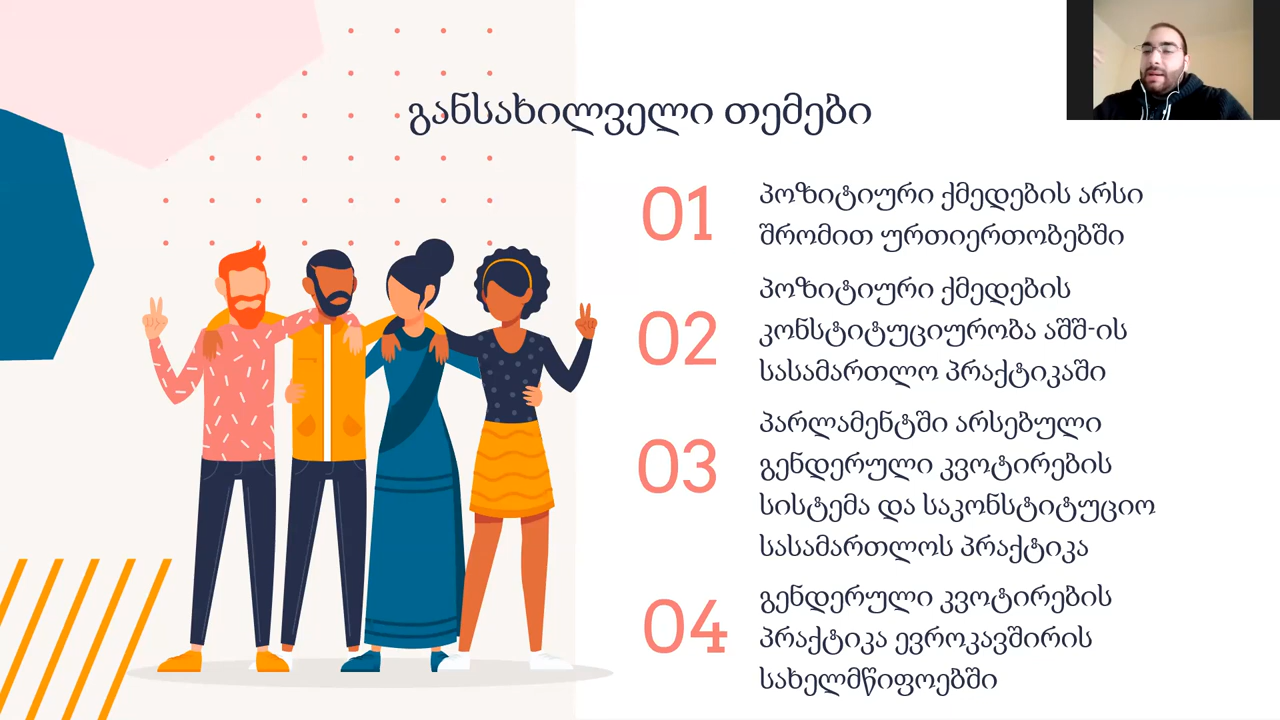 განსახილველი თემები
01
პოზიტიური ქმედების არსი
შრომით ურთიერთობებში
02
პოზიტიური ქმედების
კონსტიტუციურობა აშშ-ის
სასამართლო პრაქტიკაში
03
პარლამენტში არსებული
გენდერული კვოტირების
სისტემა და საკონსტიტუციო
სასამართლოს პრაქტიკა
04
გენდერული კვოტირების
პრაქტიკა ევროკავშირის
სახელმწიფოებში